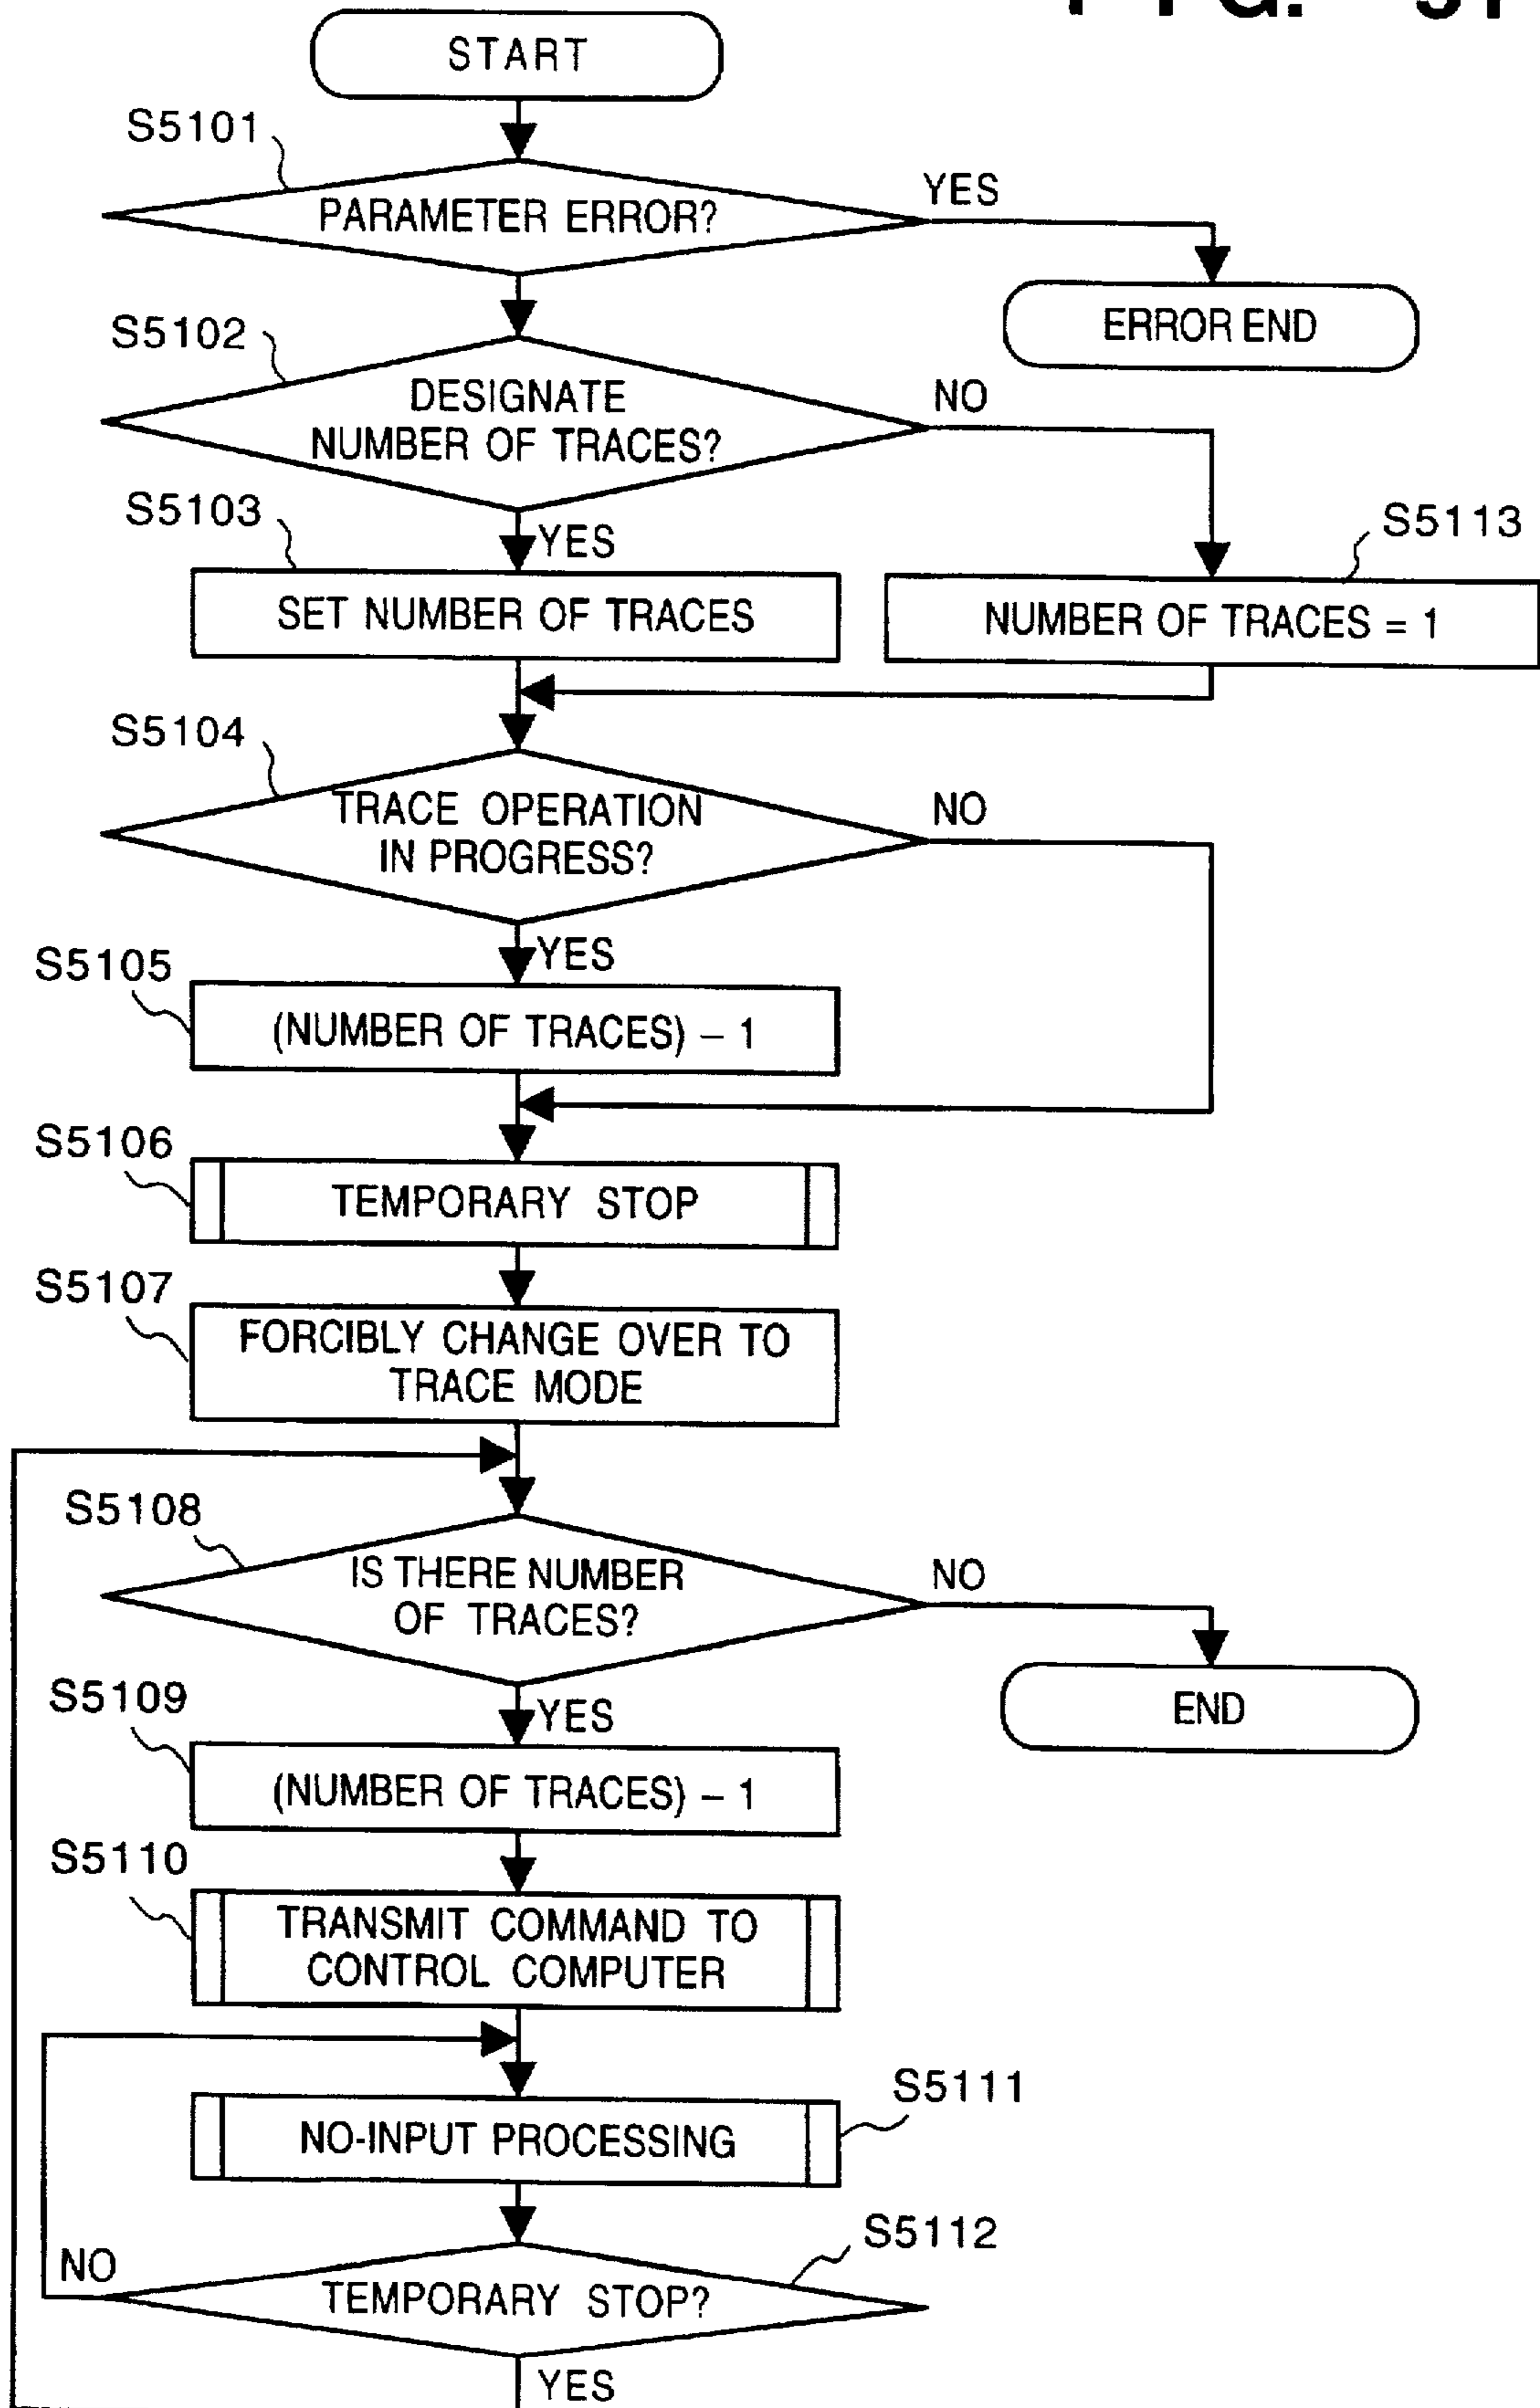 FIG. 51
START
S5101
PARAMETER ERROR?
YES
ERROR END
S5102
DESIGNATE
NUMBER OF TRACES?
NO
YES
S5103
SET NUMBER OF TRACES
S5113
NUMBER OF TRACES = 1
S5104
TRACE OPERATION
IN PROGRESS?
NO
YES
S5105
(NUMBER OF TRACES) – 1
S5106
TEMPORARY STOP
S5107
FORCIBLY CHANGE OVER TO
TRACE MODE
S5108
IS THERE NUMBER
OF TRACES?
NO
END
YES
S5109
(NUMBER OF TRACES) – 1
S5110
TRANSMIT COMMAND TO
CONTROL COMPUTER
S5111
NO-INPUT PROCESSING
S5112
TEMPORARY STOP?
NO
YES